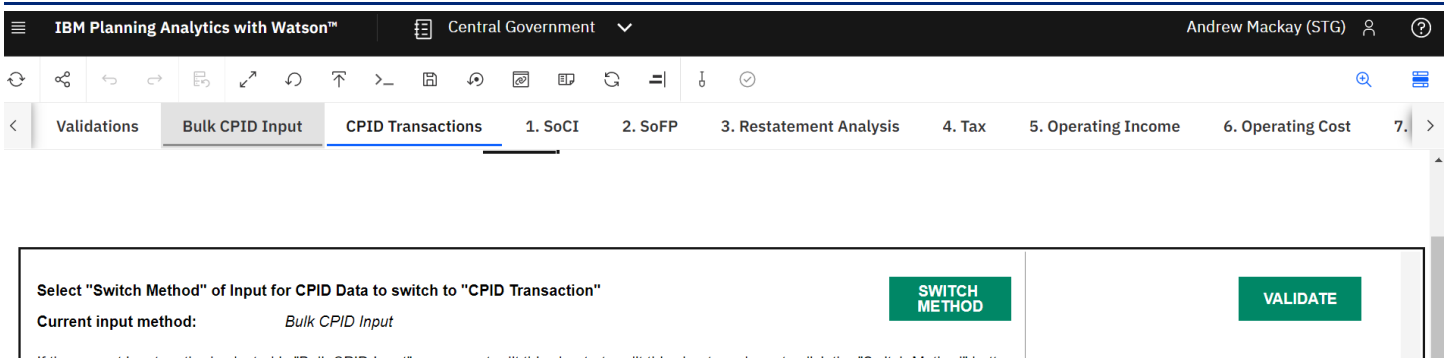 IBM Planning Analytics with Watson™
Central Government
Andrew Mackay (STG)
Validations
Bulk CPID Input
CPID Transactions
1. SoCI
2. SoFP
3. Restatement Analysis
4. Tax
5. Operating Income
6. Operating Cost
7.
Select "Switch Method" of Input for CPID Data to switch to "CPID Transaction"
SWITCH
METHOD
VALIDATE
Current input method: Bulk CPID Input